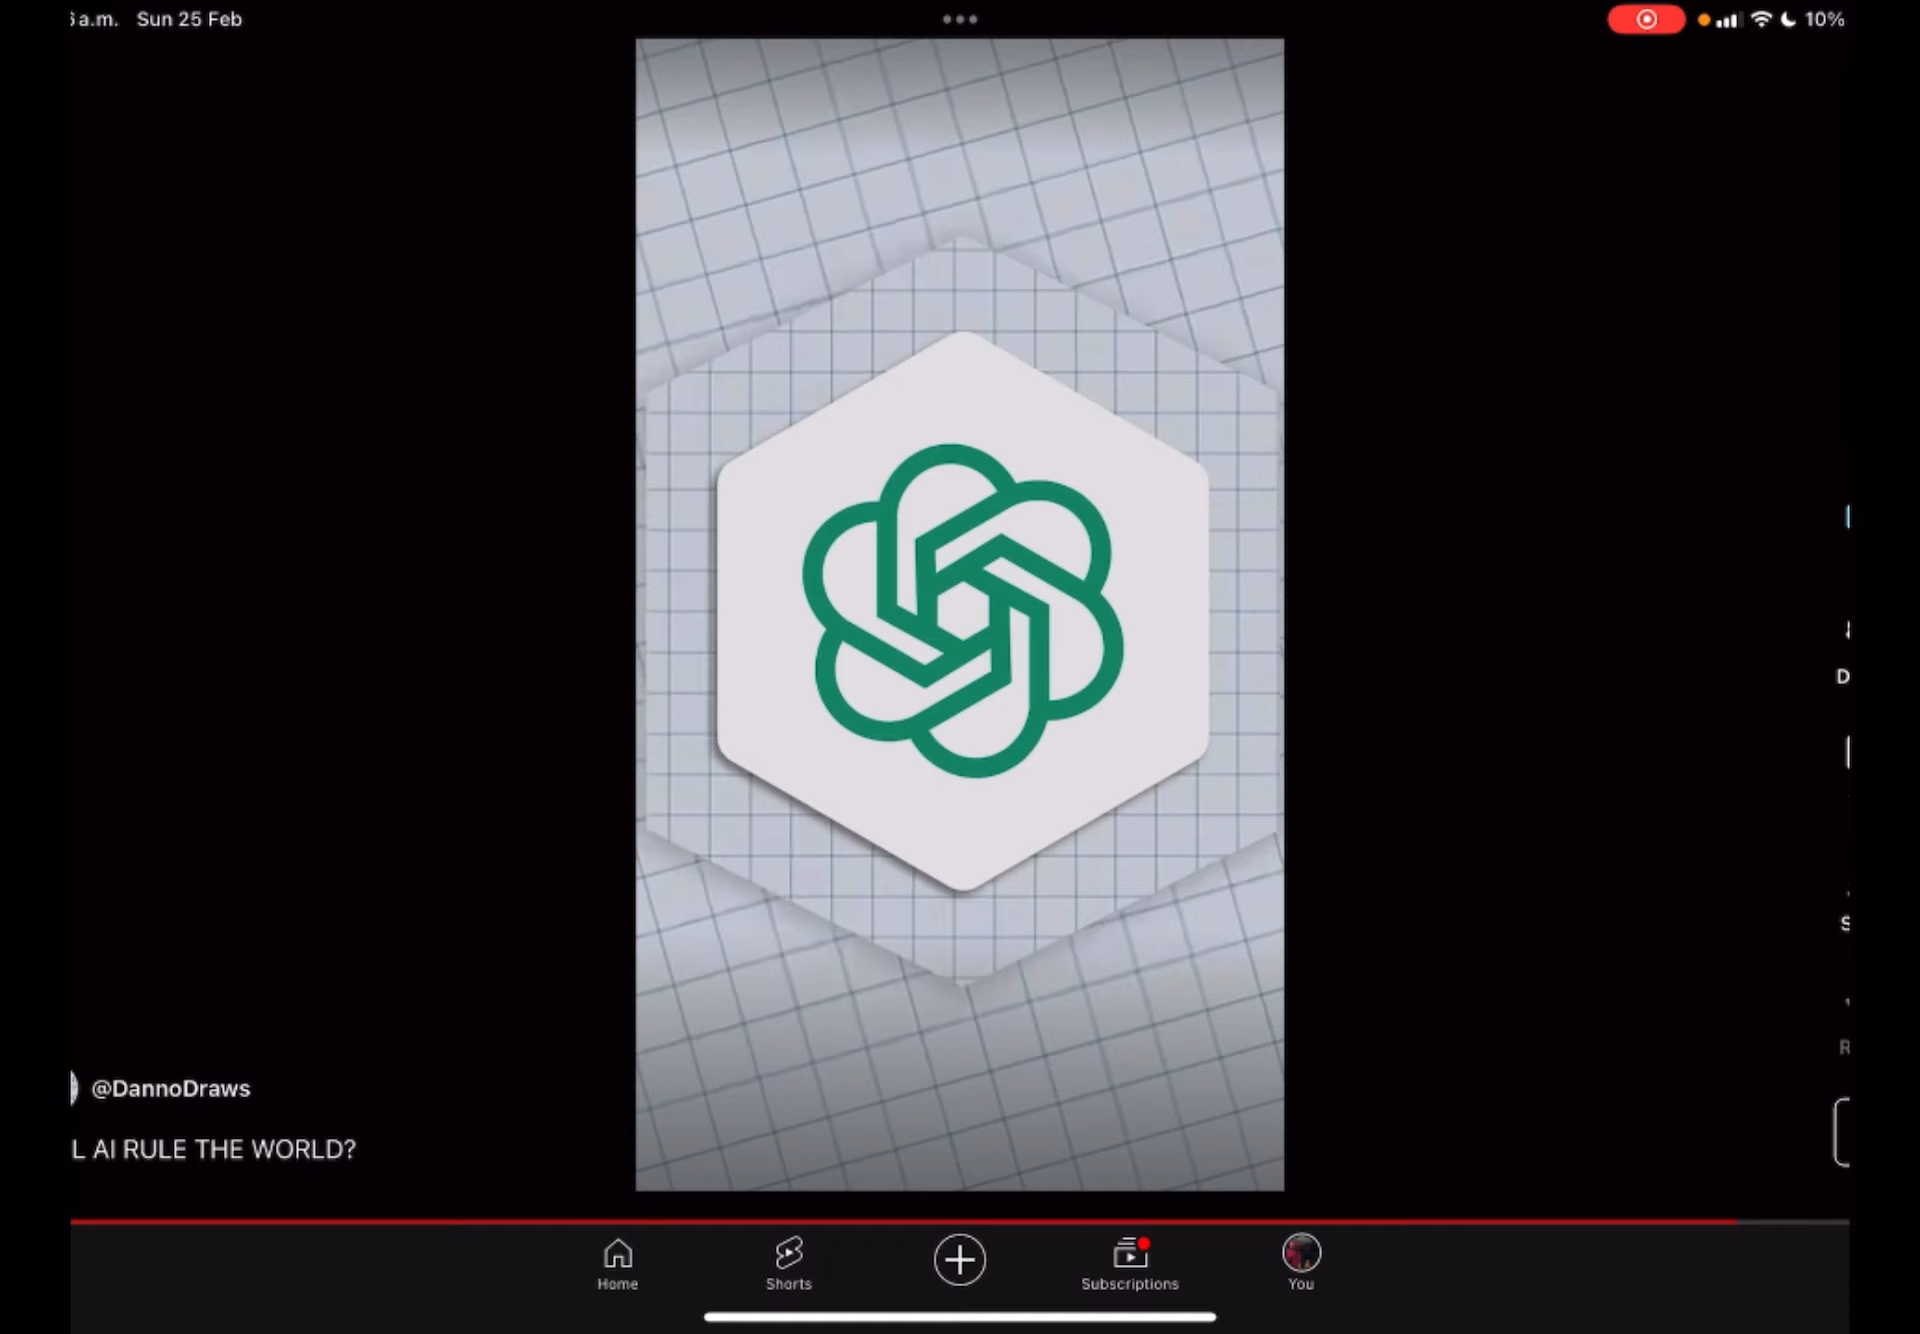 a.m. Sun 25 Feb
10%
@DannoDraws
L AI RULE THE WORLD?
Home
Shorts
Subscriptions
You